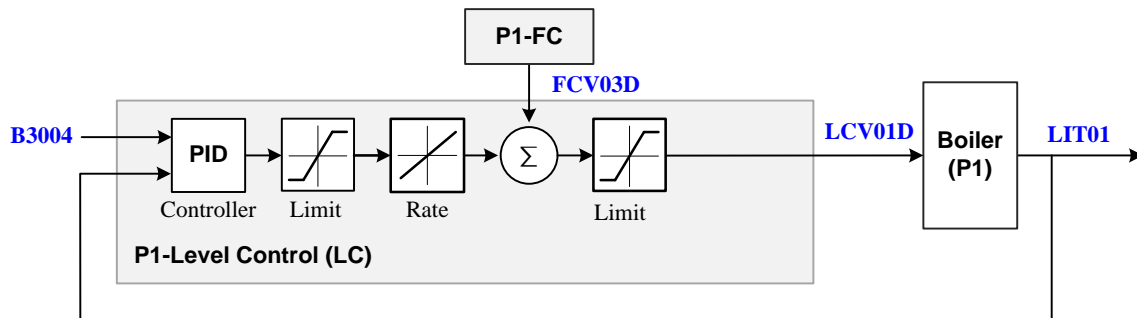 P1-FC
FCV03D
B3004
PID
Σ
LCV01D
Boiler
(P1)
LIT01
Controller
Limit
Rate
Limit
P1-Level Control (LC)